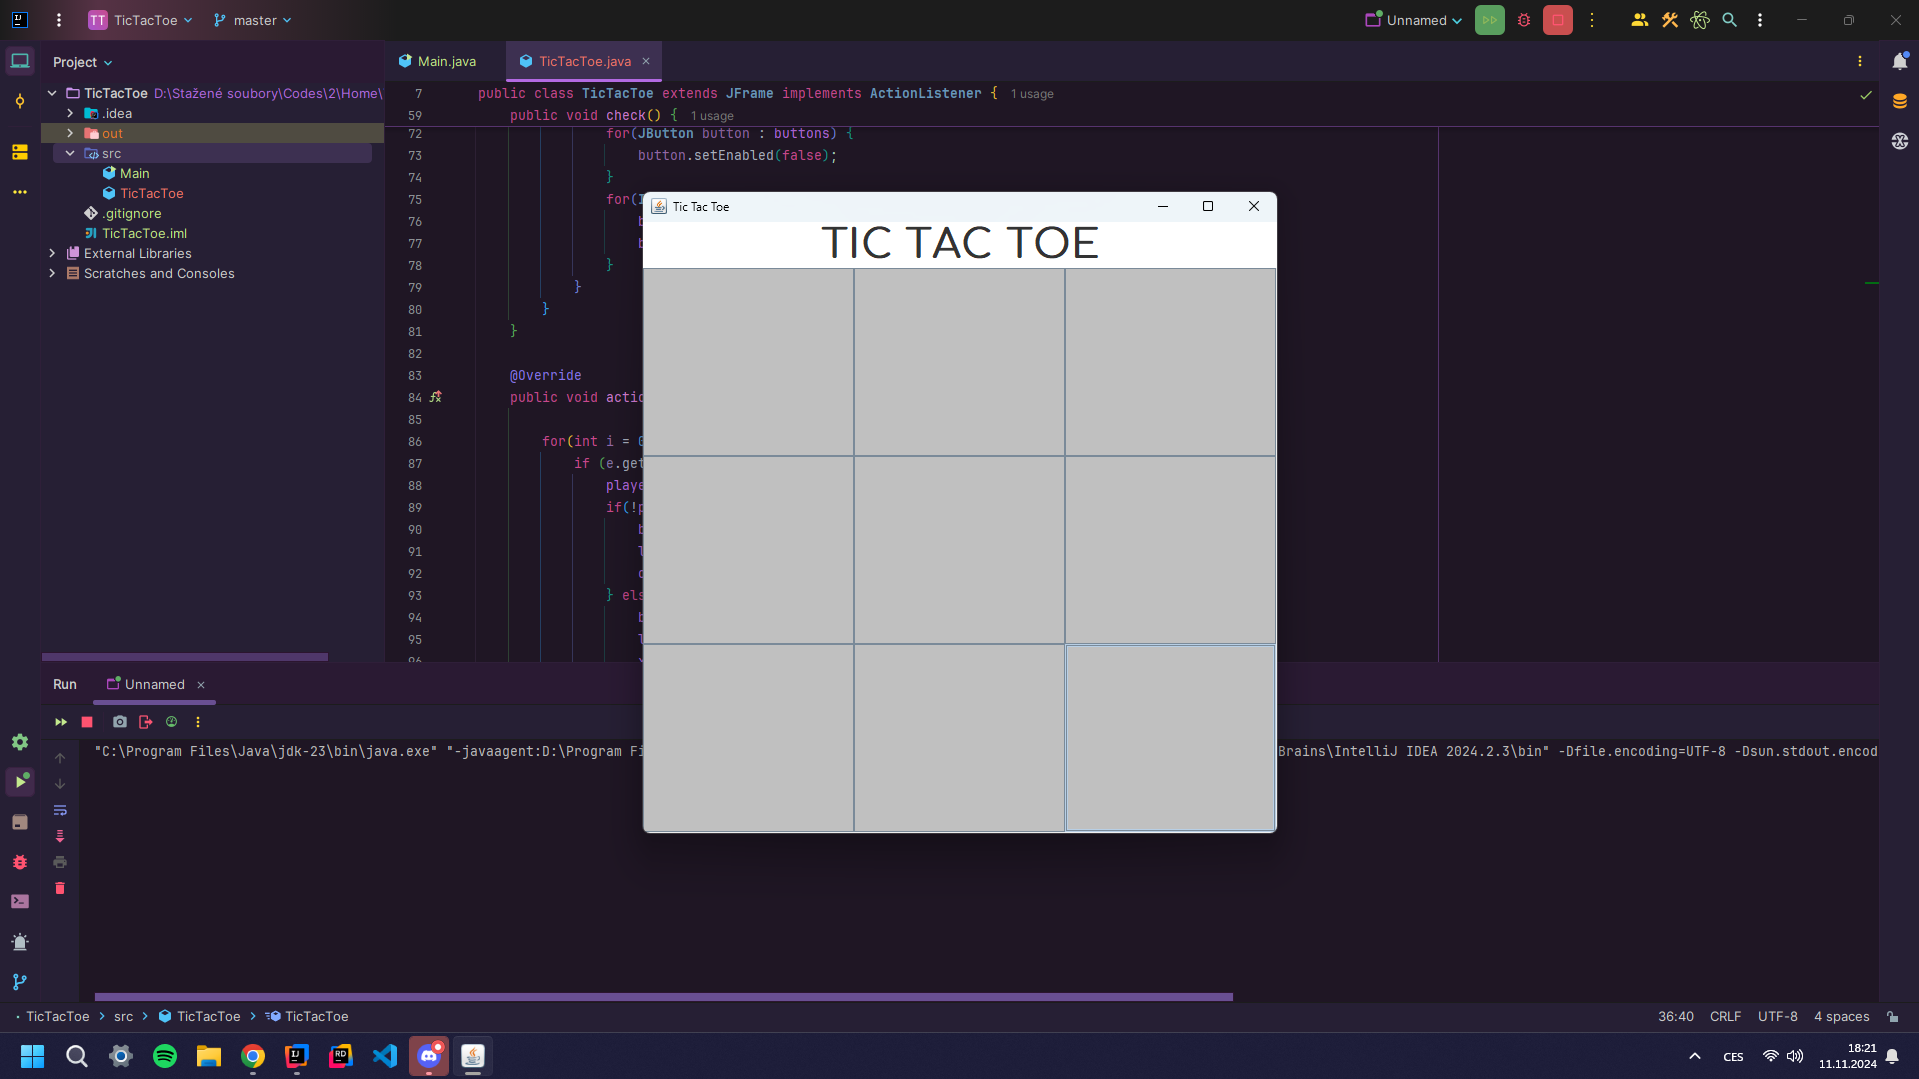 TT TicTacToe master Unnamed
Project
Main.java TicTacToe.java
TicTacToe D:\Stažené soubory\Codes\2\Home\
.idea
out
src
Main
TicTacToe
.gitignore
TicTacToe.iml
External Libraries
Scratches and Consoles
7 public class TicTacToe extends JFrame implements ActionListener { 1 usage
59 public void check() { 1 usage
72 for(JButton button : buttons) {
73 button.setEnabled(false);
74 }
75 for(
76
77
78 }
79 }
80 }
81 }
82
83 @Override
84 public void actio
85
86 for(int i =
87 if (e.get
88 playe
89 if(!p
90
91
92
93 } els
94
95
96
Tic Tac Toe
TIC TAC TOE
Run Unnamed
"C:\Program Files\Java\jdk-23\bin\java.exe" "-javaagent:D:\Program Fi
Brains\IntelliJ IDEA 2024.2.3\bin" -Dfile.encoding=UTF-8 -Dsun.stdout.encod
TicTacToe src TicTacToe TicTacToe
36:40 CRLF UTF-8 4 spaces
CES
18:21
11.11.2024